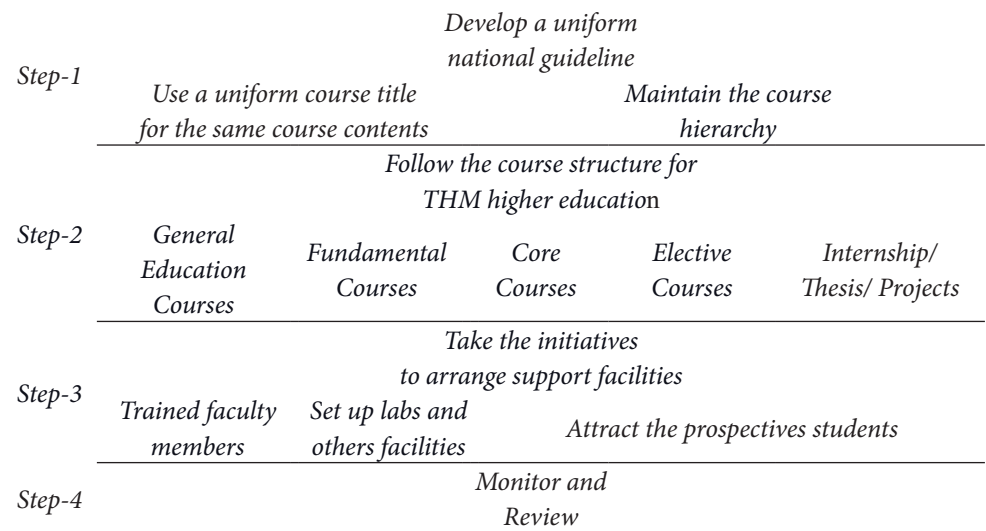 Develop a uniform
national guideline
Step-1
Use a uniform course title
for the same course contents
Maintain the course
hierarchy
Follow the course structure for
THM higher education
Step-2
General
Education
Courses
Fundamental
Courses
Core
Courses
Elective
Courses
Internship/
Thesis/ Projects
Take the initiatives
to arrange support facilities
Step-3
Trained faculty
members
Set up labs and
others facilities
Attract the prospectives students
Step-4
Monitor and
Review